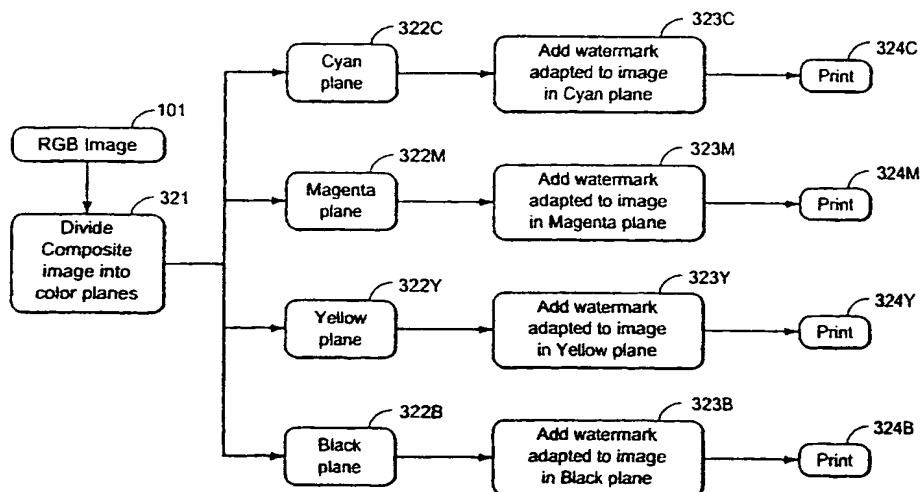 322C
Cyan
plane
323C
Add watermark
adapted to image
in Cyan plane
324C
Print
101
RGB Image
321
Divide
Composite
image into
color planes
322M
Magenta
plane
323M
Add watermark
adapted to image
in Magenta plane
324M
Print
322Y
Yellow
plane
323Y
Add watermark
adapted to image
in Yellow plane
324Y
Print
322B
Black
plane
323B
Add watermark
adapted to image
in Black plane
324B
Print